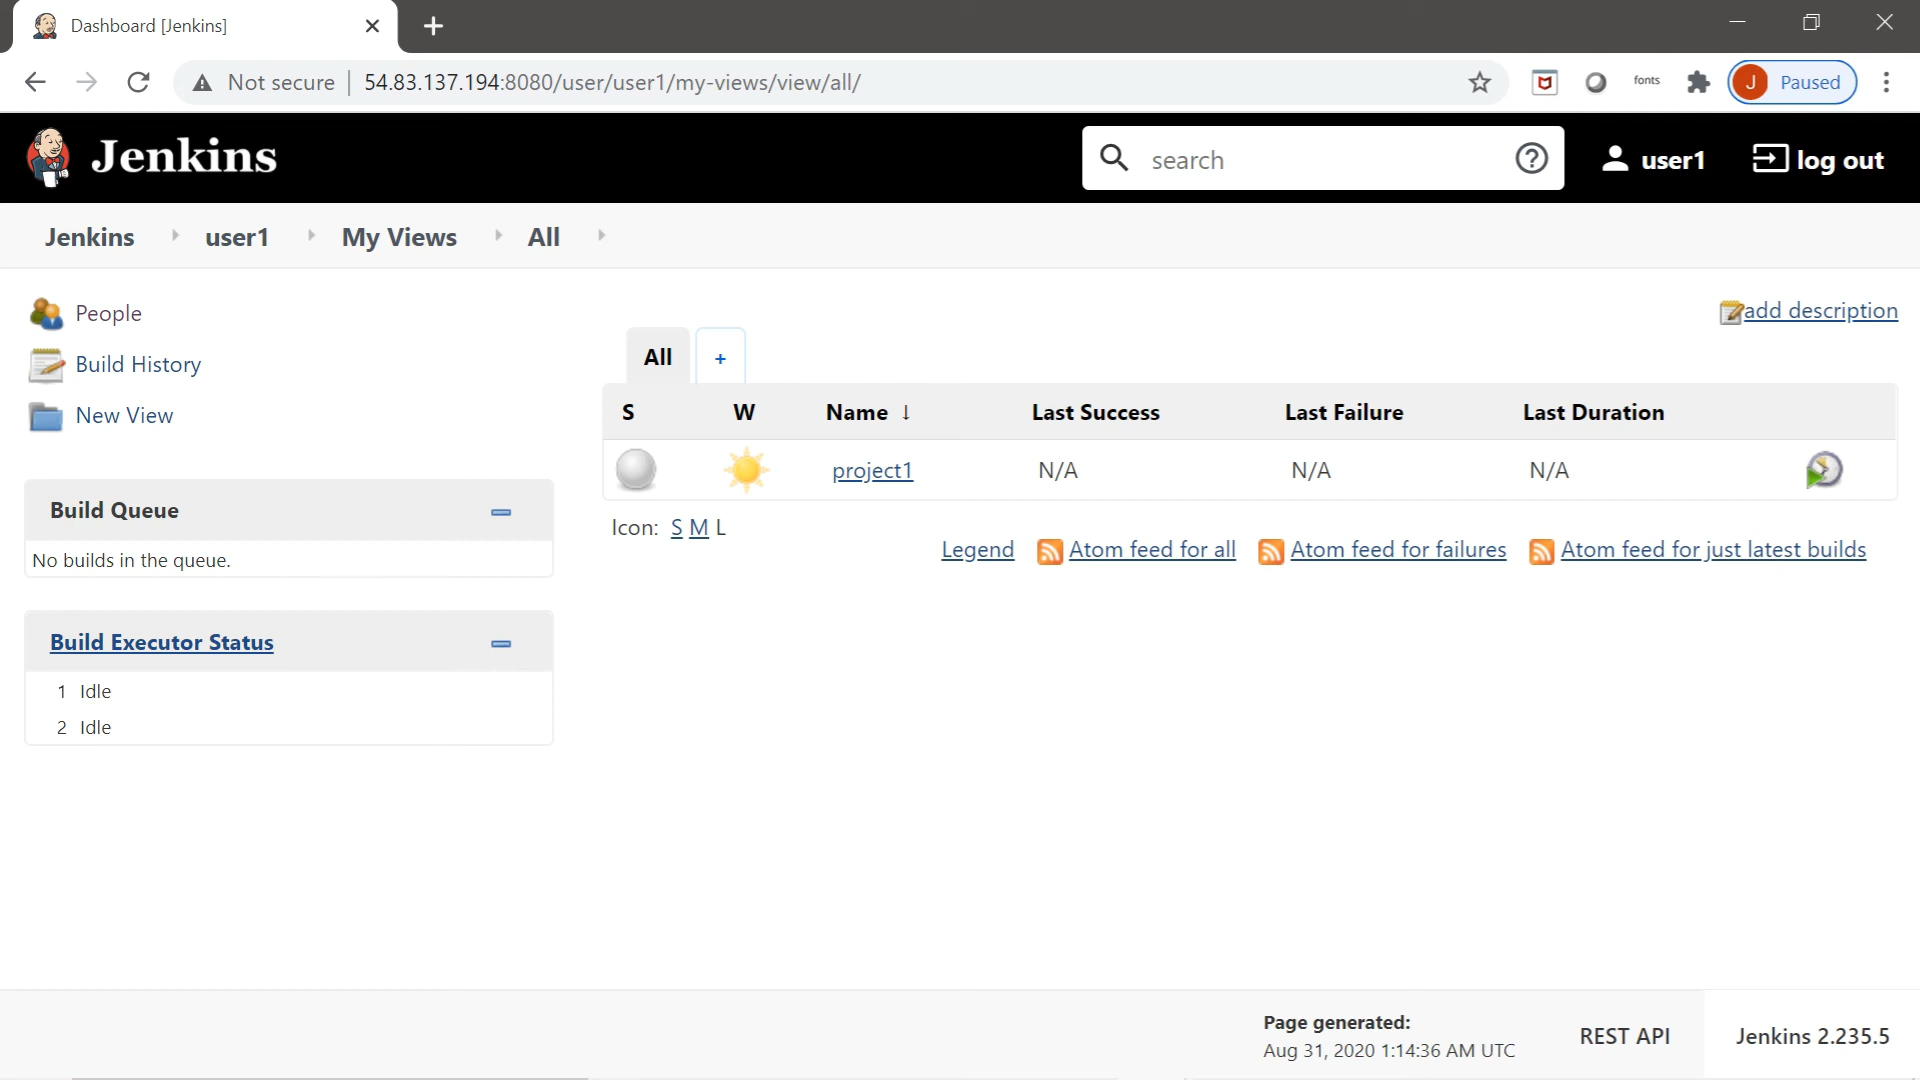 Dashboard [Jenkins]
Not secure 54.83.137.194:8080/user/user1/my-views/view/all/
fonts
J Paused
Jenkins
search
user1
log out
Jenkins user1 My Views All
People
Build History
New View
add description
All +
S W Name ↓ Last Success Last Failure Last Duration
project1 N/A N/A N/A
Icon: S M L
Legend Atom feed for all Atom feed for failures Atom feed for just latest builds
Build Queue
No builds in the queue.
Build Executor Status
1 Idle
2 Idle
Page generated:
Aug 31, 2020 1:14:36 AM UTC
REST API
Jenkins 2.235.5